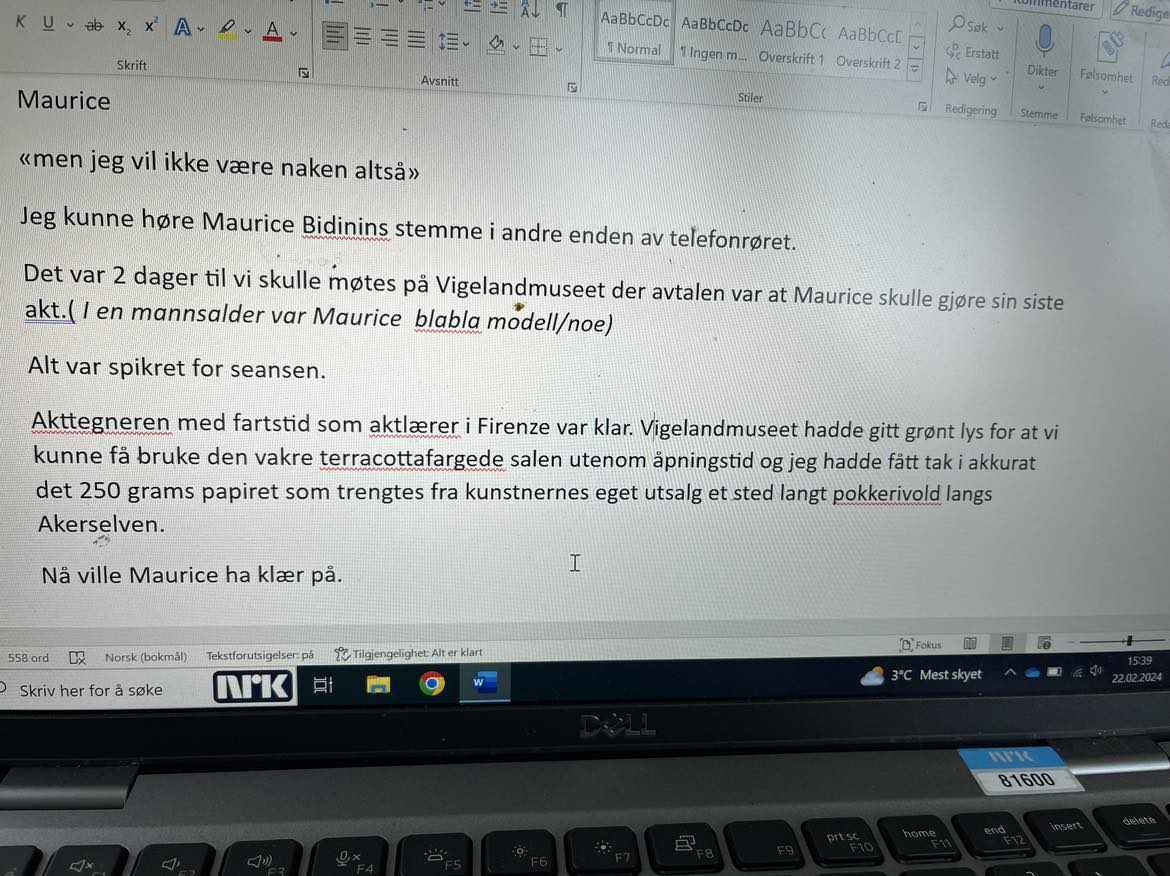 K U ab x₂ x² A A
Skrift
Avsnitt
AaBbCcDc AaBbCcDc AaBbCc AaBbCcD
¶ Normal ¶ Ingen m... Overskrift 1 Overskrift 2
Stiler
Søk
Erstatt
Velg
Redigering
Dikter
Stemme
Følsomhet
Følsomhet
Kommentarer
Maurice
«men jeg vil ikke være naken altså»
Jeg kunne høre Maurice Bidinins stemme i andre enden av telefonrøret.
Det var 2 dager til vi skulle møtes på Vigelandmuseet der avtalen var at Maurice skulle gjøre sin siste
akt.( I en mannsalder var Maurice blabla modell/noe)
Alt var spikret for seansen.
Akttegneren med fartstid som aktlærer i Firenze var klar. Vigelandmuseet hadde gitt grønt lys for at vi
kunne få bruke den vakre terracottafargede salen utenom åpningstid og jeg hadde fått tak i akkurat
det 250 grams papiret som trengtes fra kunstnernes eget utsalg et sted langt pokkerivold langs
Akerselven.
Nå ville Maurice ha klær på.
Fokus
558 ord Norsk (bokmål) Tekstforutsigelser: på Tilgjengelighet: Alt er klart
Skriv her for å søke NRK W 3°C Mest skyet 15:39
22.02.2024
DELL
NRK
81600
F4 F5 F6 F7 F8 F9 prt sc F10 home F11 end F12 insert delete